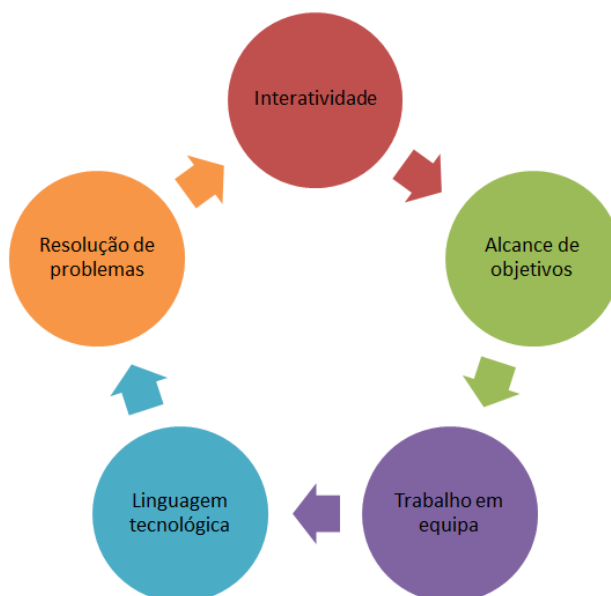 Interatividade
Alcance de
objetivos
Trabalho em
equipa
Linguagem
tecnológica
Resolução de
problemas